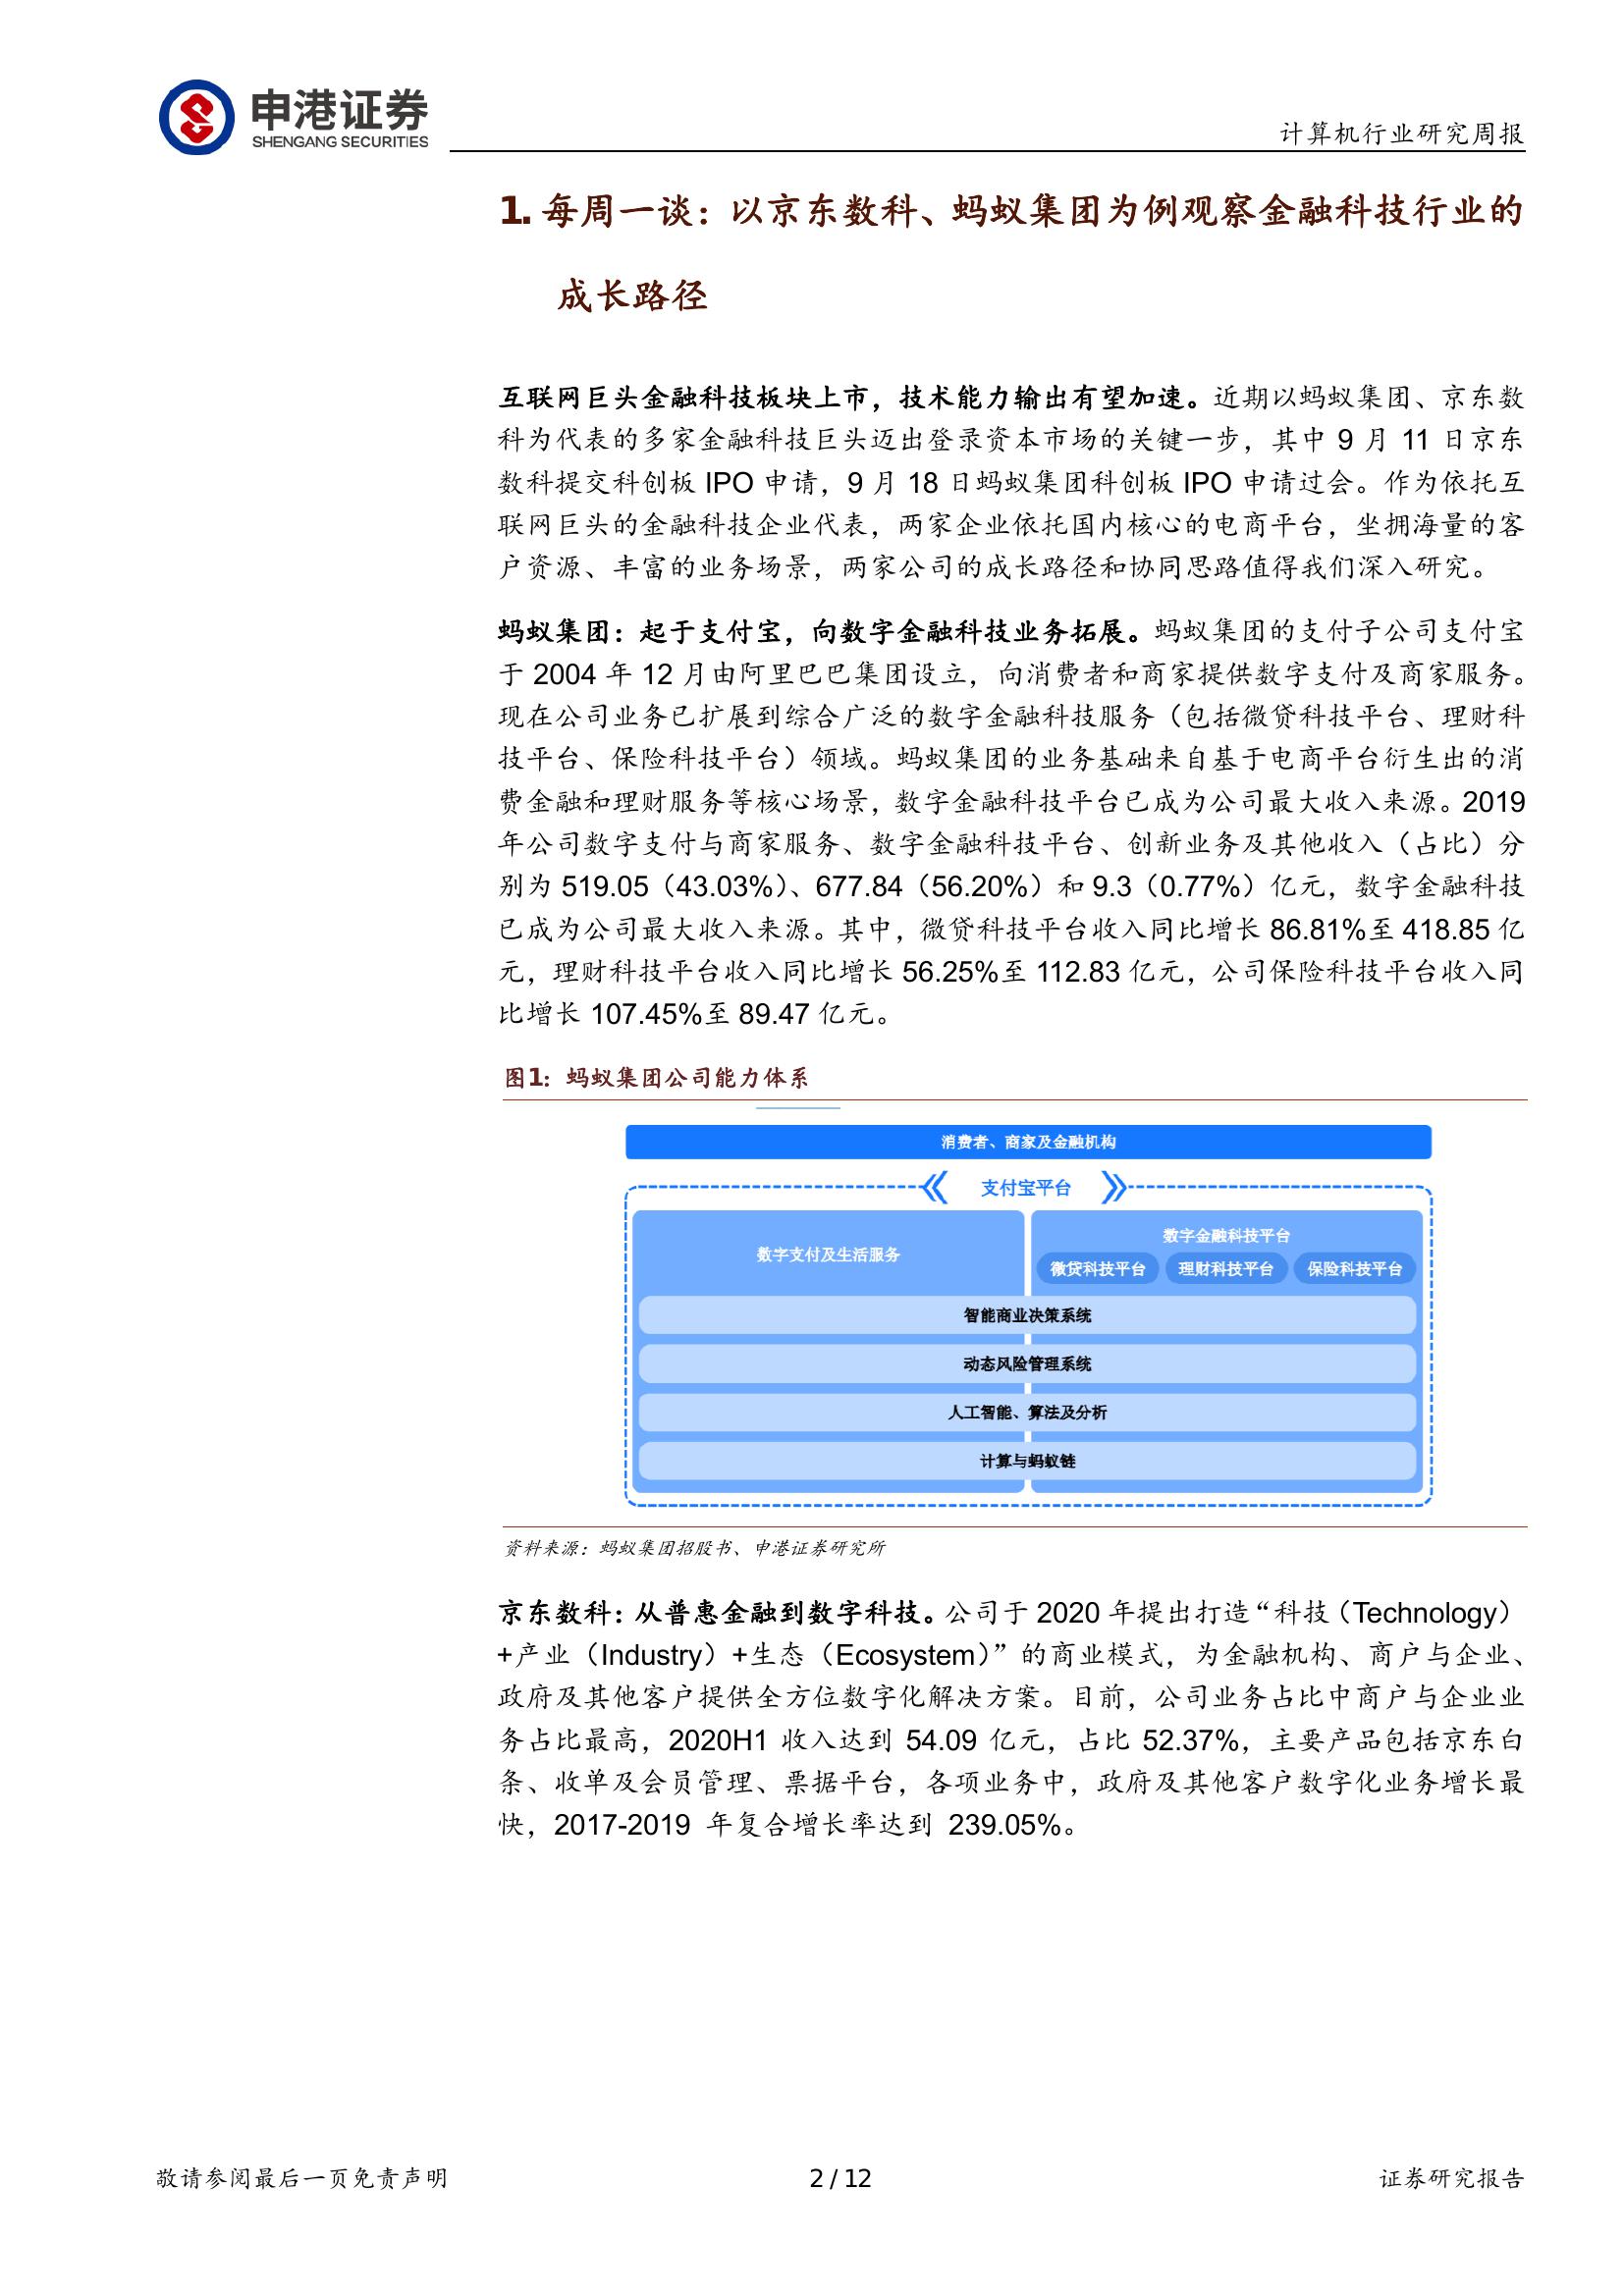 申港证券
SHENGANG SECURITIES
计算机行业研究周报
1. 每周一谈：以京东数科、蚂蚁集团为例观察金融科技行业的
成长路径
互联网巨头金融科技板块上市，技术能力输出有望加速。近期以蚂蚁集团、京东数
科为代表的多家金融科技巨头迈出登录资本市场的关键一步，其中 9 月 11 日京东
数科提交科创板 IPO 申请，9 月 18 日蚂蚁集团科创板 IPO 申请过会。作为依托互
联网巨头的金融科技企业代表，两家企业依托国内核心的电商平台，坐拥海量的客
户资源、丰富的业务场景，两家公司的成长路径和协同思路值得我们深入研究。
蚂蚁集团：起于支付宝，向数字金融科技业务拓展。蚂蚁集团的支付子公司支付宝
于 2004 年 12 月由阿里巴巴集团设立，向消费者和商家提供数字支付及商家服务。
现在公司业务已扩展到综合广泛的数字金融科技服务（包括微贷科技平台、理财科
技平台、保险科技平台）领域。蚂蚁集团的业务基础来自基于电商平台衍生出的消
费金融和理财服务等核心场景，数字金融科技平台已成为公司最大收入来源。2019
年公司数字支付与商家服务、数字金融科技平台、创新业务及其他收入（占比）分
别为 519.05（43.03%）、677.84（56.20%）和 9.3（0.77%）亿元，数字金融科技
已成为公司最大收入来源。其中，微贷科技平台收入同比增长 86.81%至 418.85 亿
元，理财科技平台收入同比增长 56.25%至 112.83 亿元，公司保险科技平台收入同
比增长 107.45%至 89.47 亿元。
图1：蚂蚁集团公司能力体系
消费者、商家及金融机构
支付宝平台
数字支付及生活服务
数字金融科技平台
微贷科技平台 理财科技平台 保险科技平台
智能商业决策系统
动态风险管理系统
人工智能、算法及分析
计算与蚂蚁链
资料来源：蚂蚁集团招股书、申港证券研究所
京东数科：从普惠金融到数字科技。公司于 2020 年提出打造“科技（Technology）
+产业（Industry）+生态（Ecosystem）”的商业模式，为金融机构、商户与企业、
政府及其他客户提供全方位数字化解决方案。目前，公司业务占比中商户与企业业
务占比最高，2020H1 收入达到 54.09 亿元，占比 52.37%，主要产品包括京东白
条、收单及会员管理、票据平台，各项业务中，政府及其他客户数字化业务增长最
快，2017-2019 年复合增长率达到 239.05%。
敬请参阅最后一页免责声明
2 / 12
证券研究报告